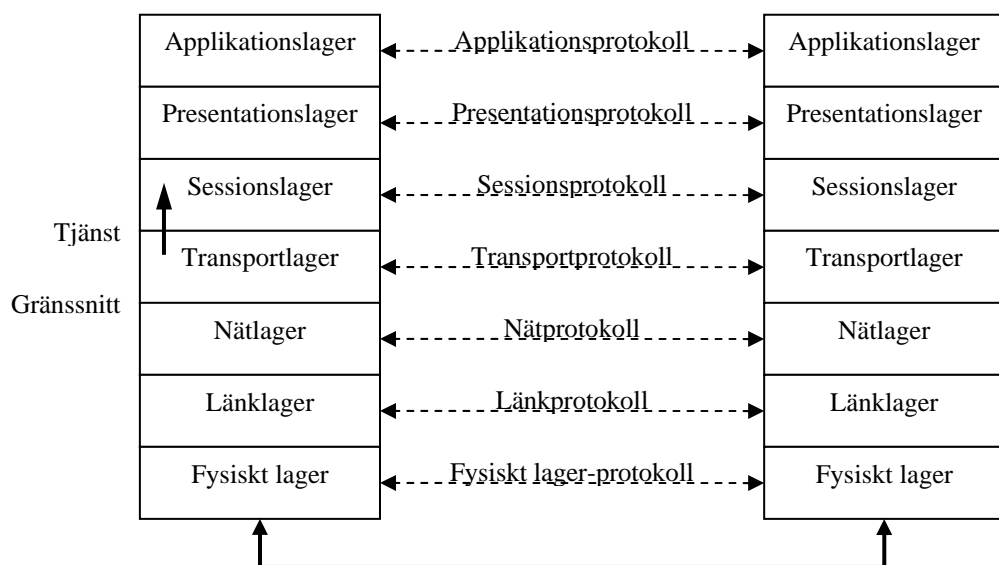 Applikationslager Applikationsprotokoll Applikationslager
Presentationslager Presentationsprotokoll Presentationslager
Sessionslager Sessionsprotokoll Sessionslager
Tjänst
Transportlager Transportprotokoll Transportlager
Gränssnitt
Nätlager Nätprotokoll Nätlager
Länklager Länkprotokoll Länklager
Fysiskt lager Fysiskt lager-protokoll Fysiskt lager